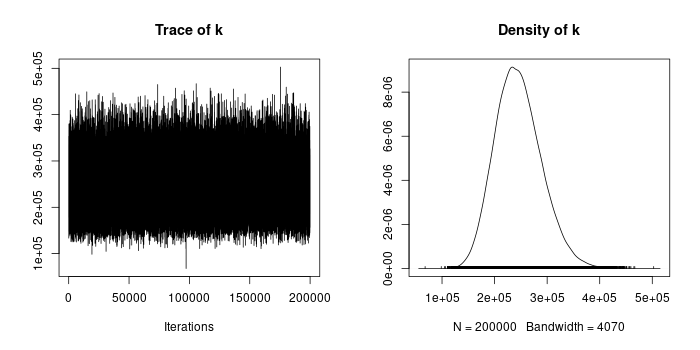 Trace of k
5e+05
4e+05
3e+05
2e+05
1e+05
0 50000 100000 150000 200000
Iterations
Density of k
8e-06
6e-06
4e-06
2e-06
0e+00
1e+05 2e+05 3e+05 4e+05 5e+05
N = 200000 Bandwidth = 4070